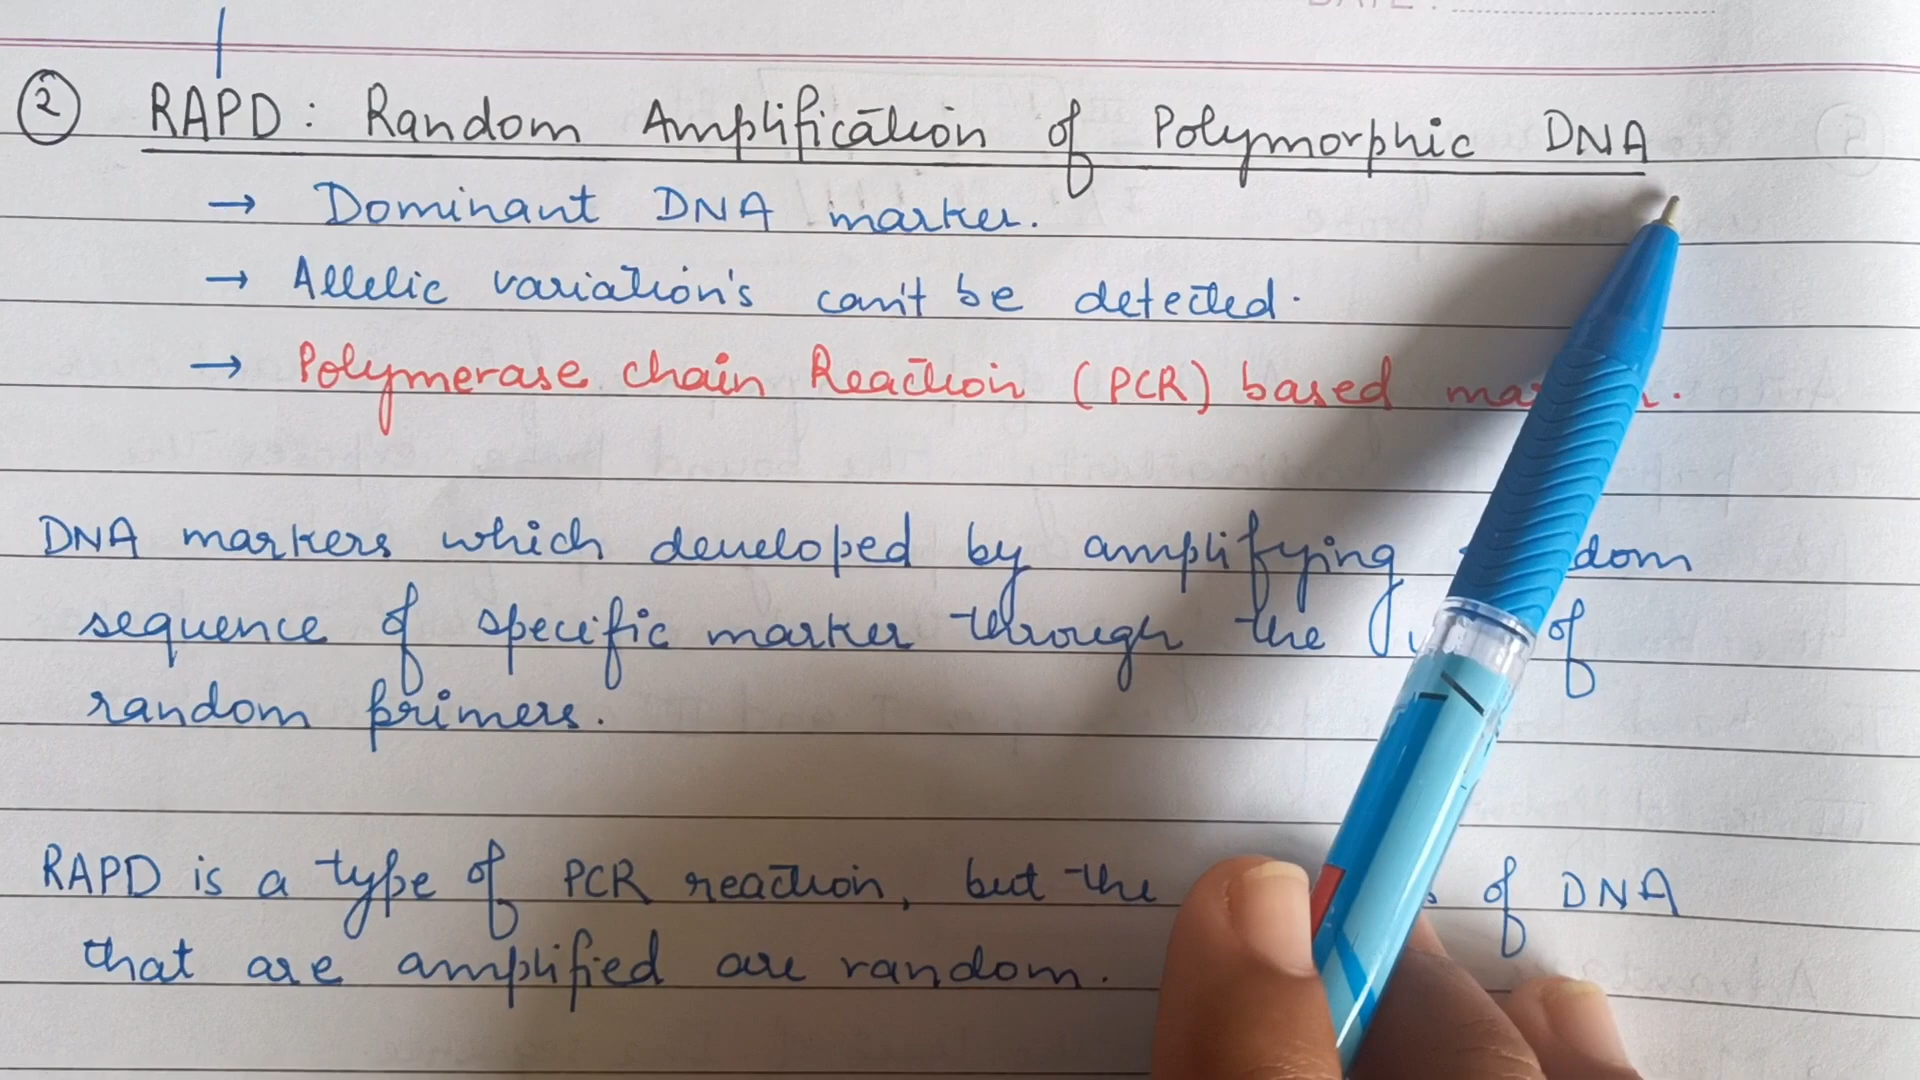 DATE :
② RAPD : Random Amplification of Polymorphic DNA
→ Dominant DNA marker.
→ Allelic variation's can't be detected.
→ Polymerase chain Reaction (PCR) based
DNA markers which developed by amplifying
sequence of specific marker through the of
random primers.
RAPD is a type of PCR reaction, but the of DNA
that are amplified are random.